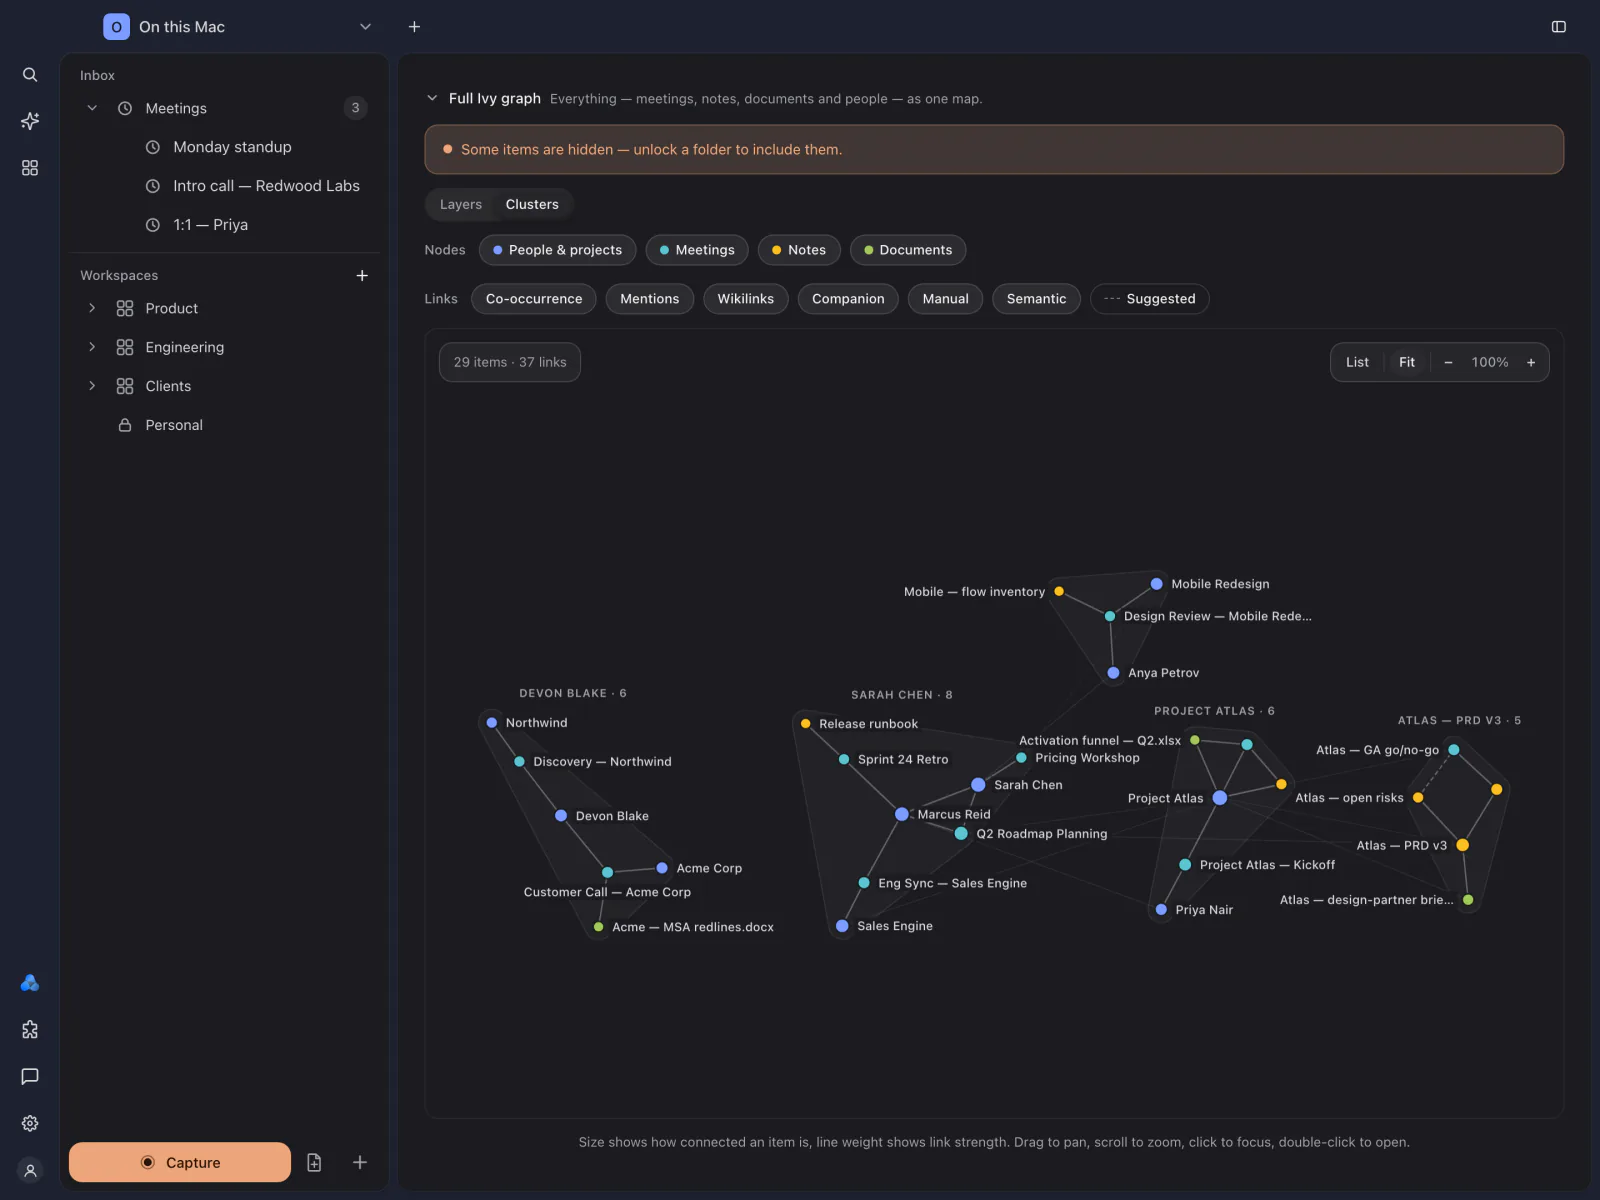 O On this Mac
Inbox
Meetings 3
Monday standup
Intro call — Redwood Labs
1:1 — Priya
Workspaces
Product
Engineering
Clients
Personal
Capture
Full Ivy graph Everything — meetings, notes, documents and people — as one map.
Some items are hidden — unlock a folder to include them.
Layers Clusters
Nodes People & projects Meetings Notes Documents
Links Co-occurrence Mentions Wikilinks Companion Manual Semantic Suggested
29 items · 37 links
List Fit − 100% +
Mobile — flow inventory
Mobile Redesign
Design Review — Mobile Rede...
Anya Petrov
DEVON BLAKE · 6
Northwind
Discovery — Northwind
Devon Blake
Acme Corp
Customer Call — Acme Corp
Acme — MSA redlines.docx
SARAH CHEN · 8
Release runbook
Sprint 24 Retro
Pricing Workshop
Sarah Chen
Marcus Reid
Q2 Roadmap Planning
Eng Sync — Sales Engine
Sales Engine
PROJECT ATLAS · 6
Activation funnel — Q2.xlsx
Project Atlas
Project Atlas — Kickoff
Priya Nair
ATLAS — PRD V3 · 5
Atlas — GA go/no-go
Atlas — open risks
Atlas — PRD v3
Atlas — design-partner brie...
Size shows how connected an item is, line weight shows link strength. Drag to pan, scroll to zoom, click to focus, double-click to open.